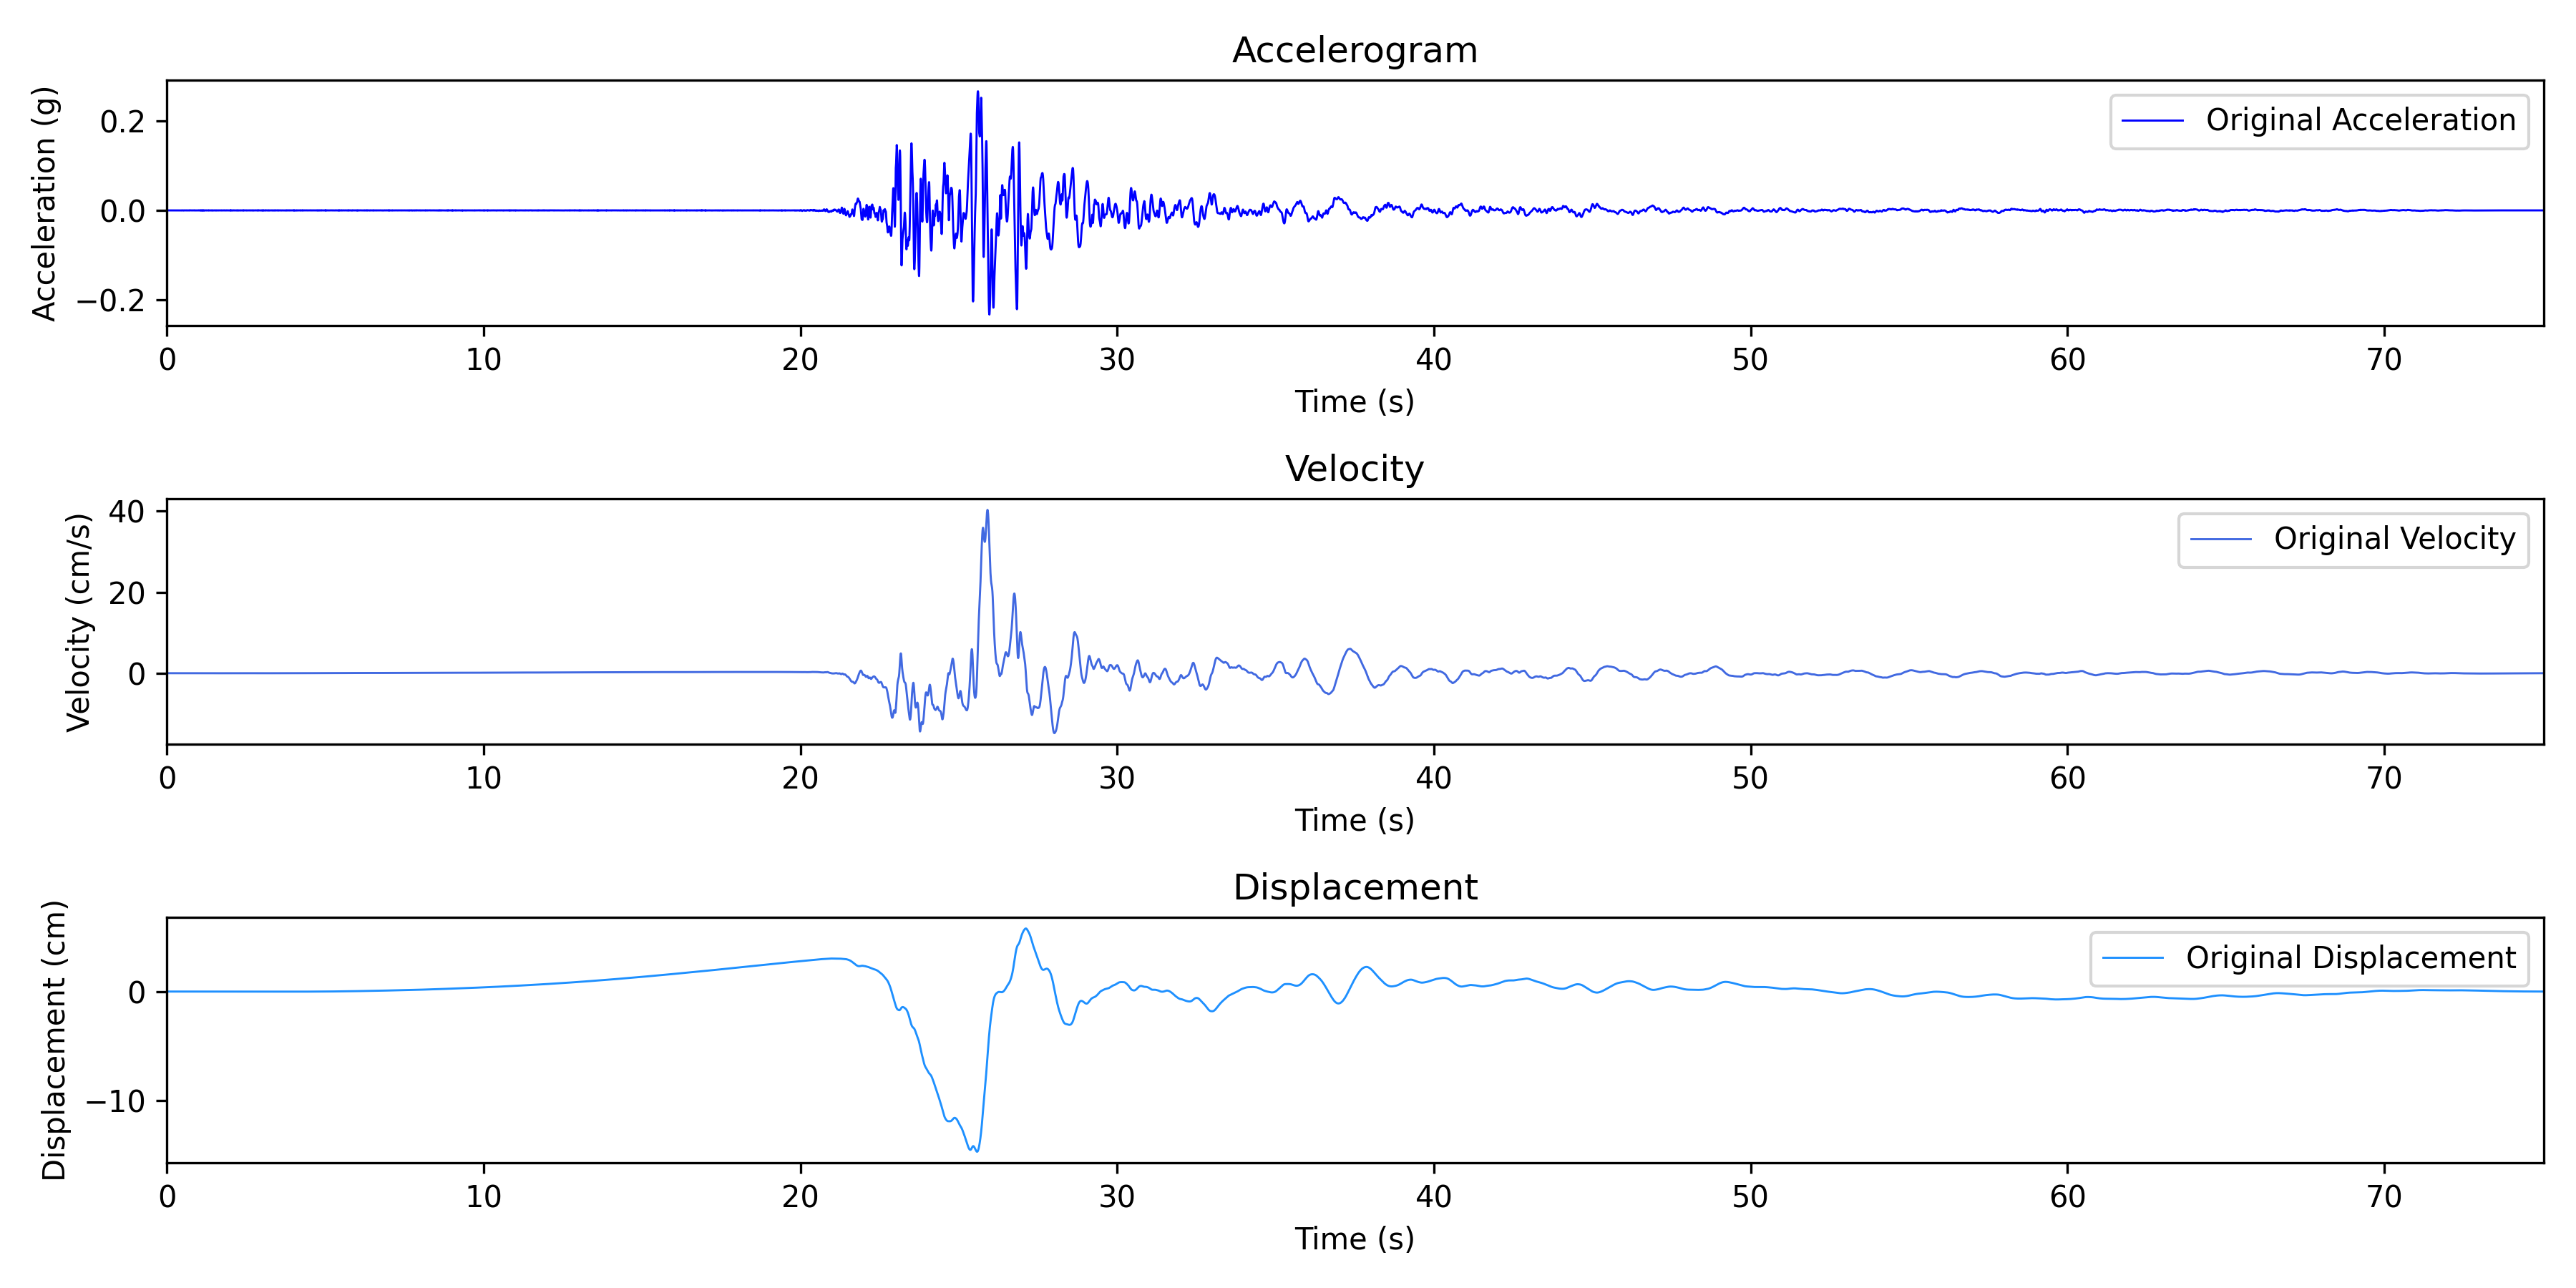 Accelerogram
Acceleration (g)
0.2
0.0
−0.2
Original Acceleration
0 10 20 30 40 50 60 70
Time (s)
Velocity
Velocity (cm/s)
40
20
0
Original Velocity
0 10 20 30 40 50 60 70
Time (s)
Displacement
Displacement (cm)
0
−10
Original Displacement
0 10 20 30 40 50 60 70
Time (s)